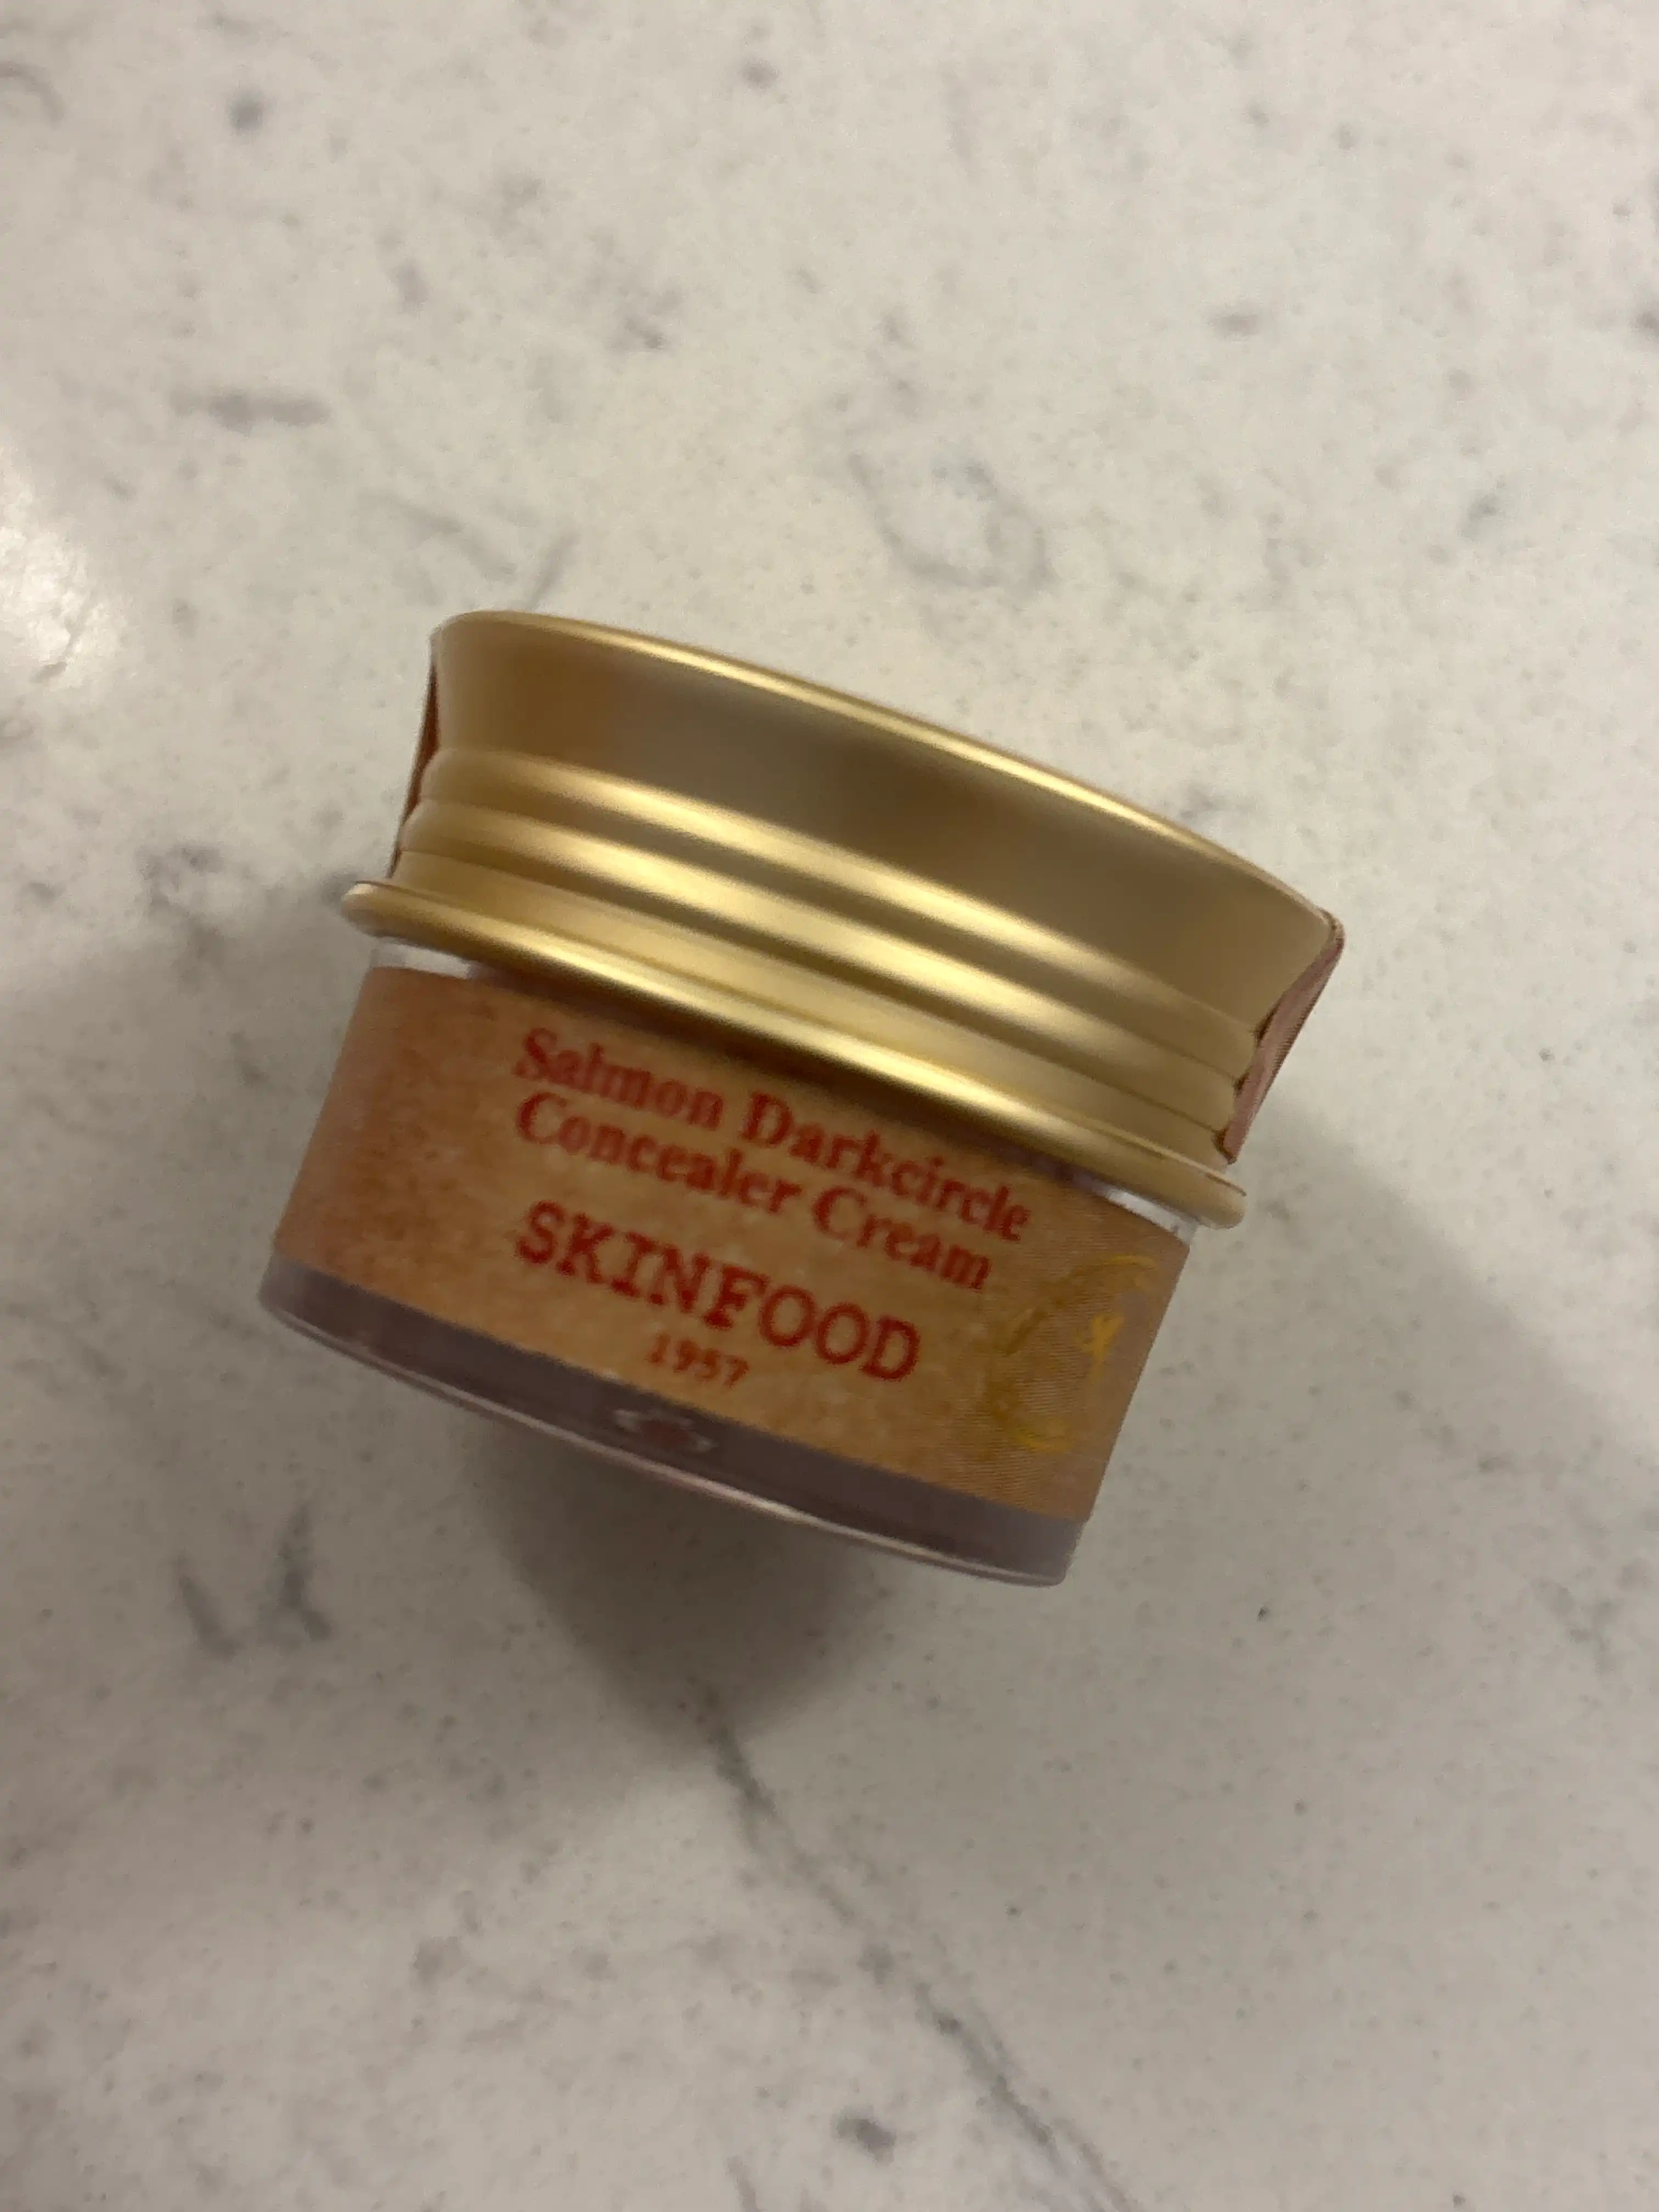 Salmon Darkcircle
Concealer Cream
SKINFOOD
1957